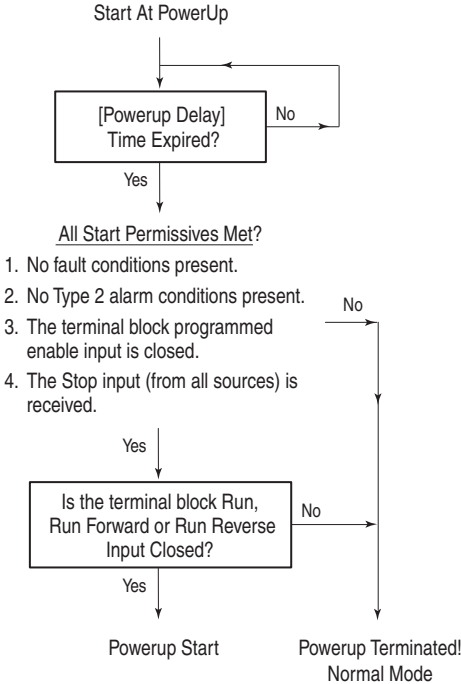 Start At PowerUp
[Powerup Delay]
Time Expired?
No
Yes
All Start Permissives Met?
1. No fault conditions present.
2. No Type 2 alarm conditions present.
3. The terminal block programmed
enable input is closed.
4. The Stop input (from all sources) is
received.
No
Yes
Is the terminal block Run,
Run Forward or Run Reverse
Input Closed?
No
Yes
Powerup Start
Powerup Terminated!
Normal Mode